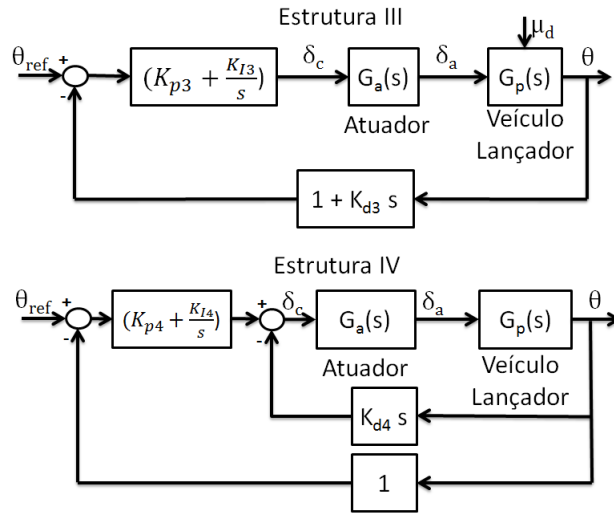 Estrutura III
μd
θref + - (Kp3 + KI3/s) δc Ga(s) δa Gp(s) θ
Atuador
Veículo
Lançador
1 + Kd3 s
Estrutura IV
θref + - (Kp4 + KI4/s) + - δc Ga(s) δa Gp(s) θ
Atuador
Veículo
Lançador
Kd4 s
1